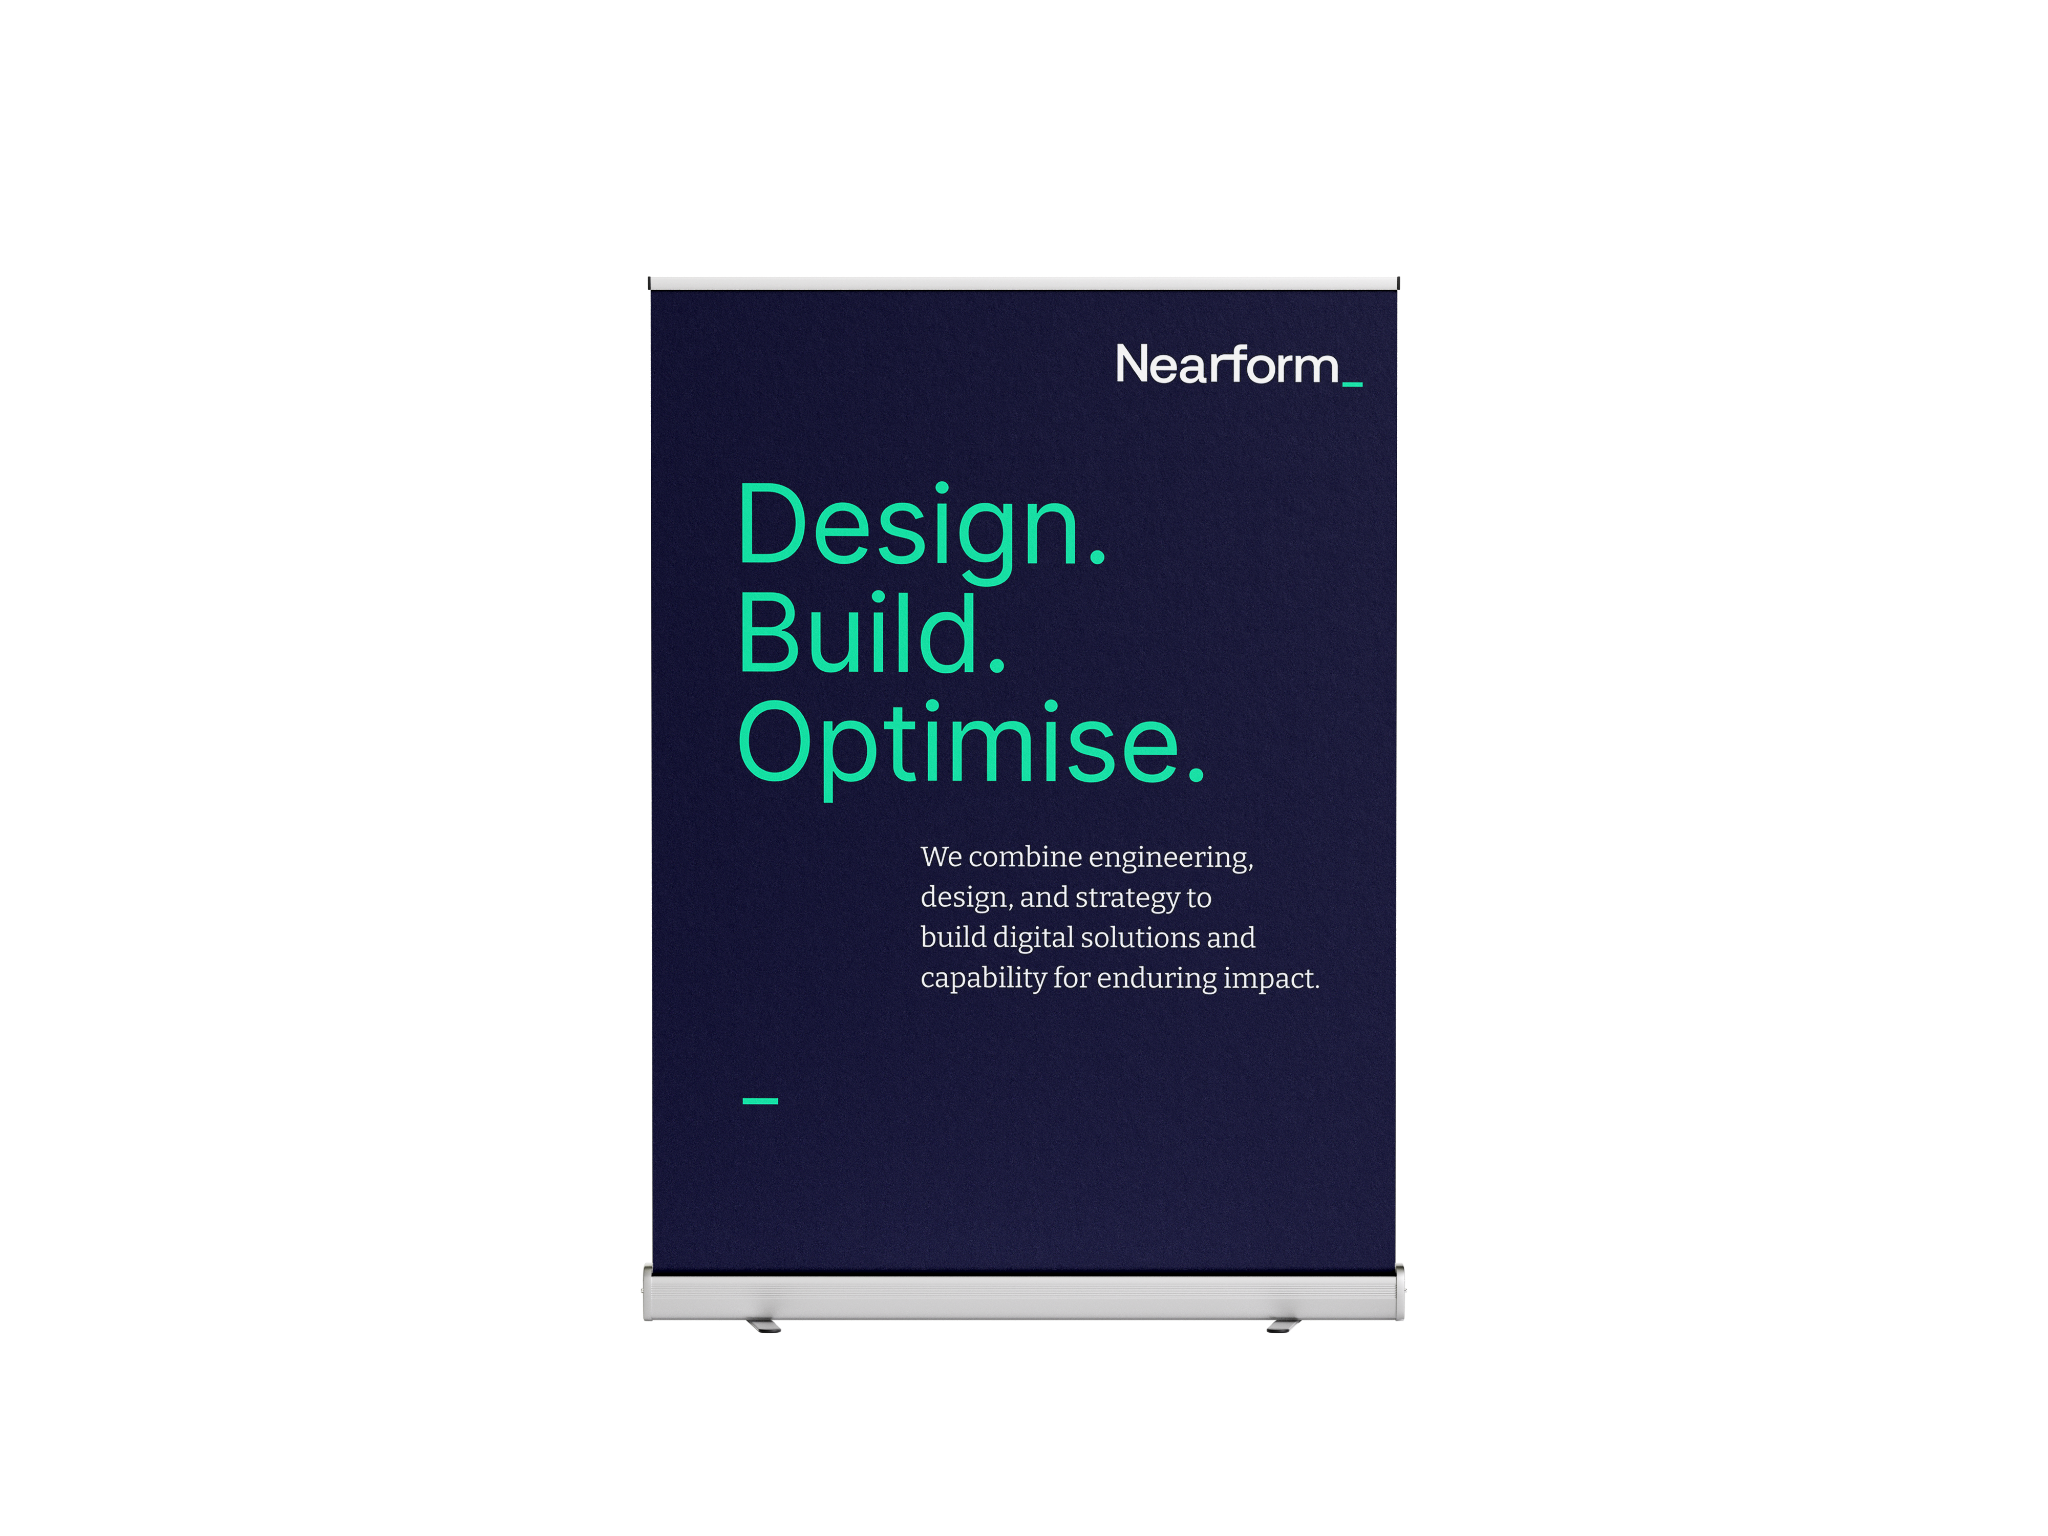 Nearform_
Design.
Build.
Optimise.
We combine engineering,
design, and strategy to
build digital solutions and
capability for enduring impact.